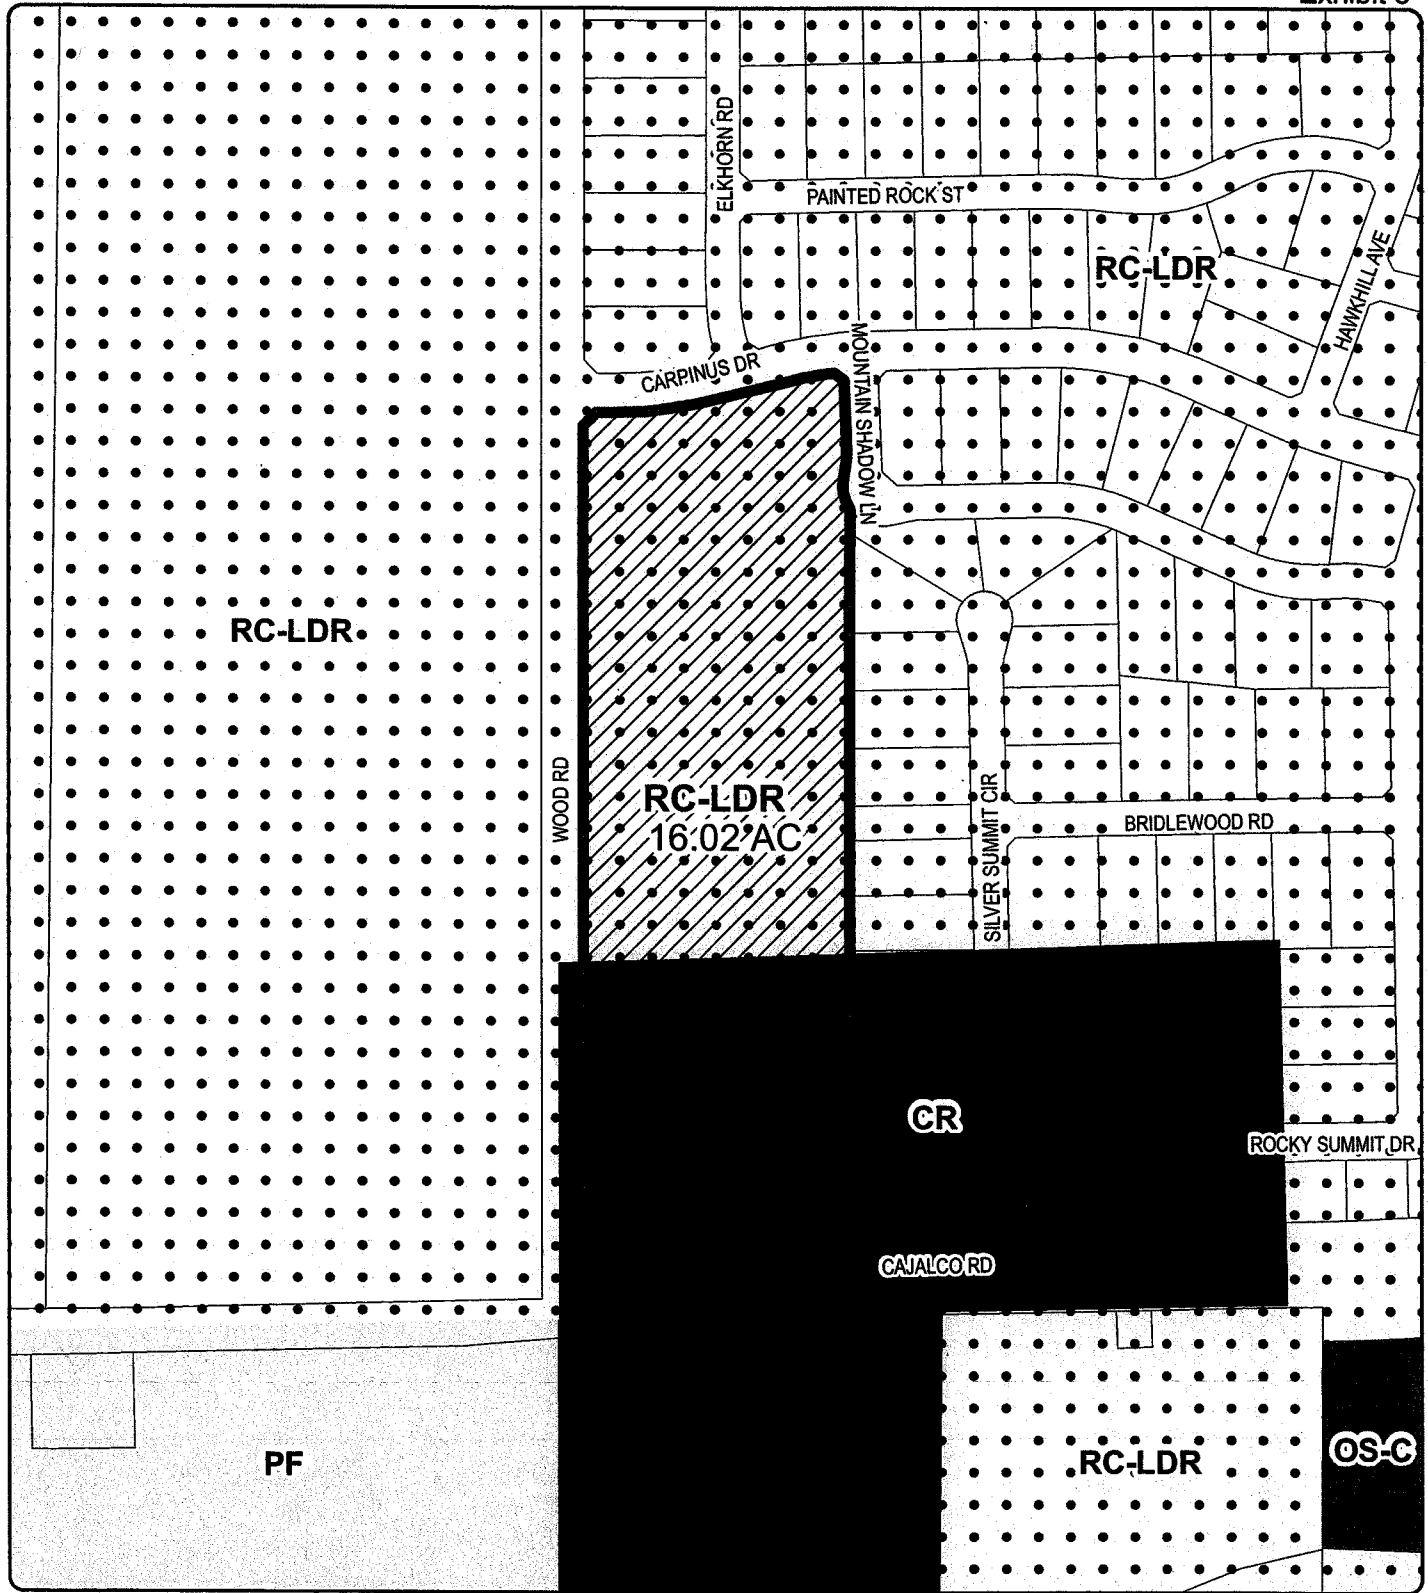 ELKHORN RD
PAINTED ROCK ST
RC-LDR
HAWKHILL AVE
CARPINUS DR
MOUNTAIN SHADOW LN
RC-LDR
WOOD RD
RC-LDR
16.02 AC
SILVER SUMMIT CIR
BRIDLEWOOD RD
CR
ROCKY SUMMIT DR
CAJALCO RD
PF
RC-LDR
OS-C